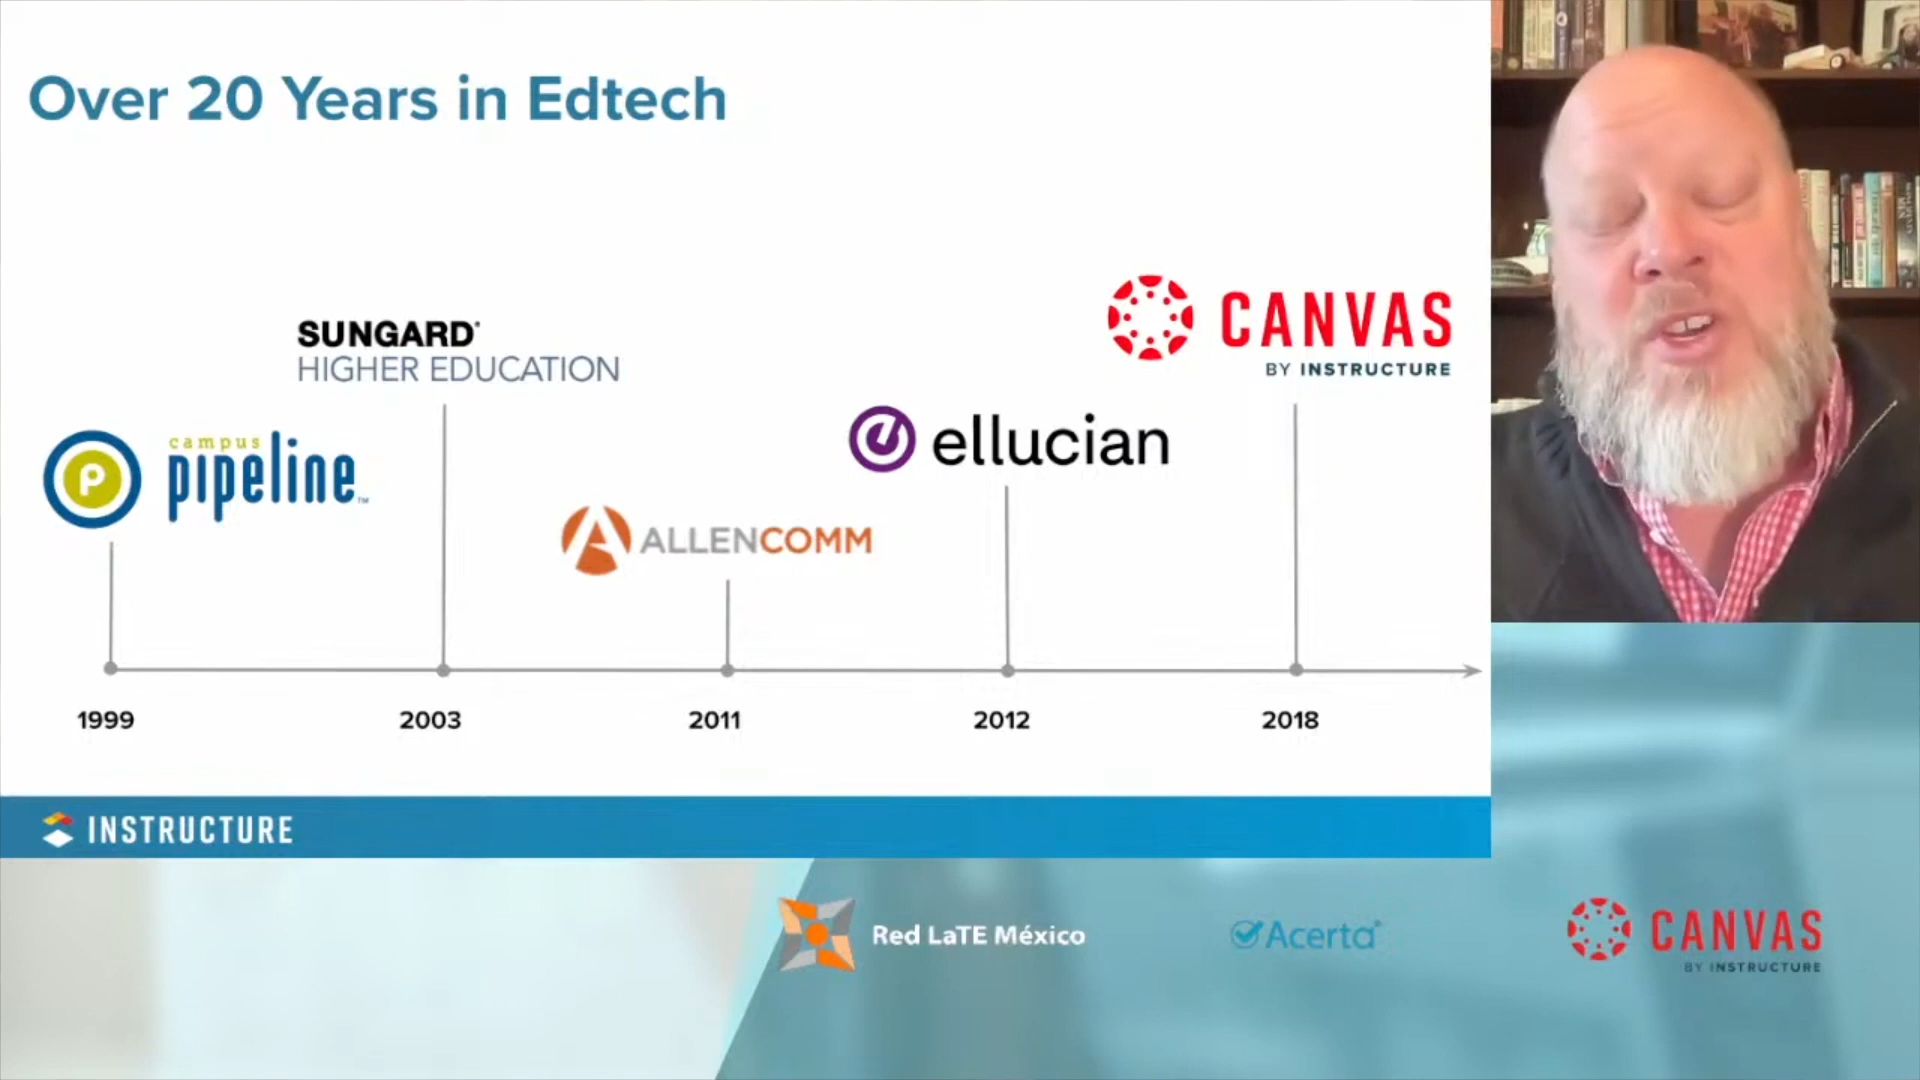 Over 20 Years in Edtech
SUNGARD®
HIGHER EDUCATION
CANVAS
BY INSTRUCTURE
campus
pipeline™
ellucian
ALLENCOMM
1999
2003
2011
2012
2018
INSTRUCTURE
Red LaTE México
Acerta®
CANVAS
BY INSTRUCTURE